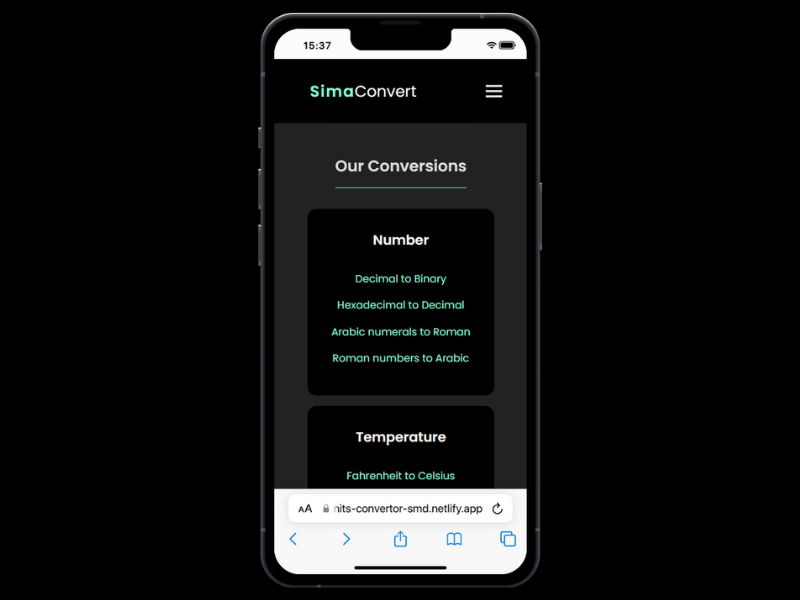 15:37
SimaConvert
Our Conversions
Number
Decimal to Binary
Hexadecimal to Decimal
Arabic numerals to Roman
Roman numbers to Arabic
Temperature
Fahrenheit to Celsius
AA nits-convertor-smd.netlify.app